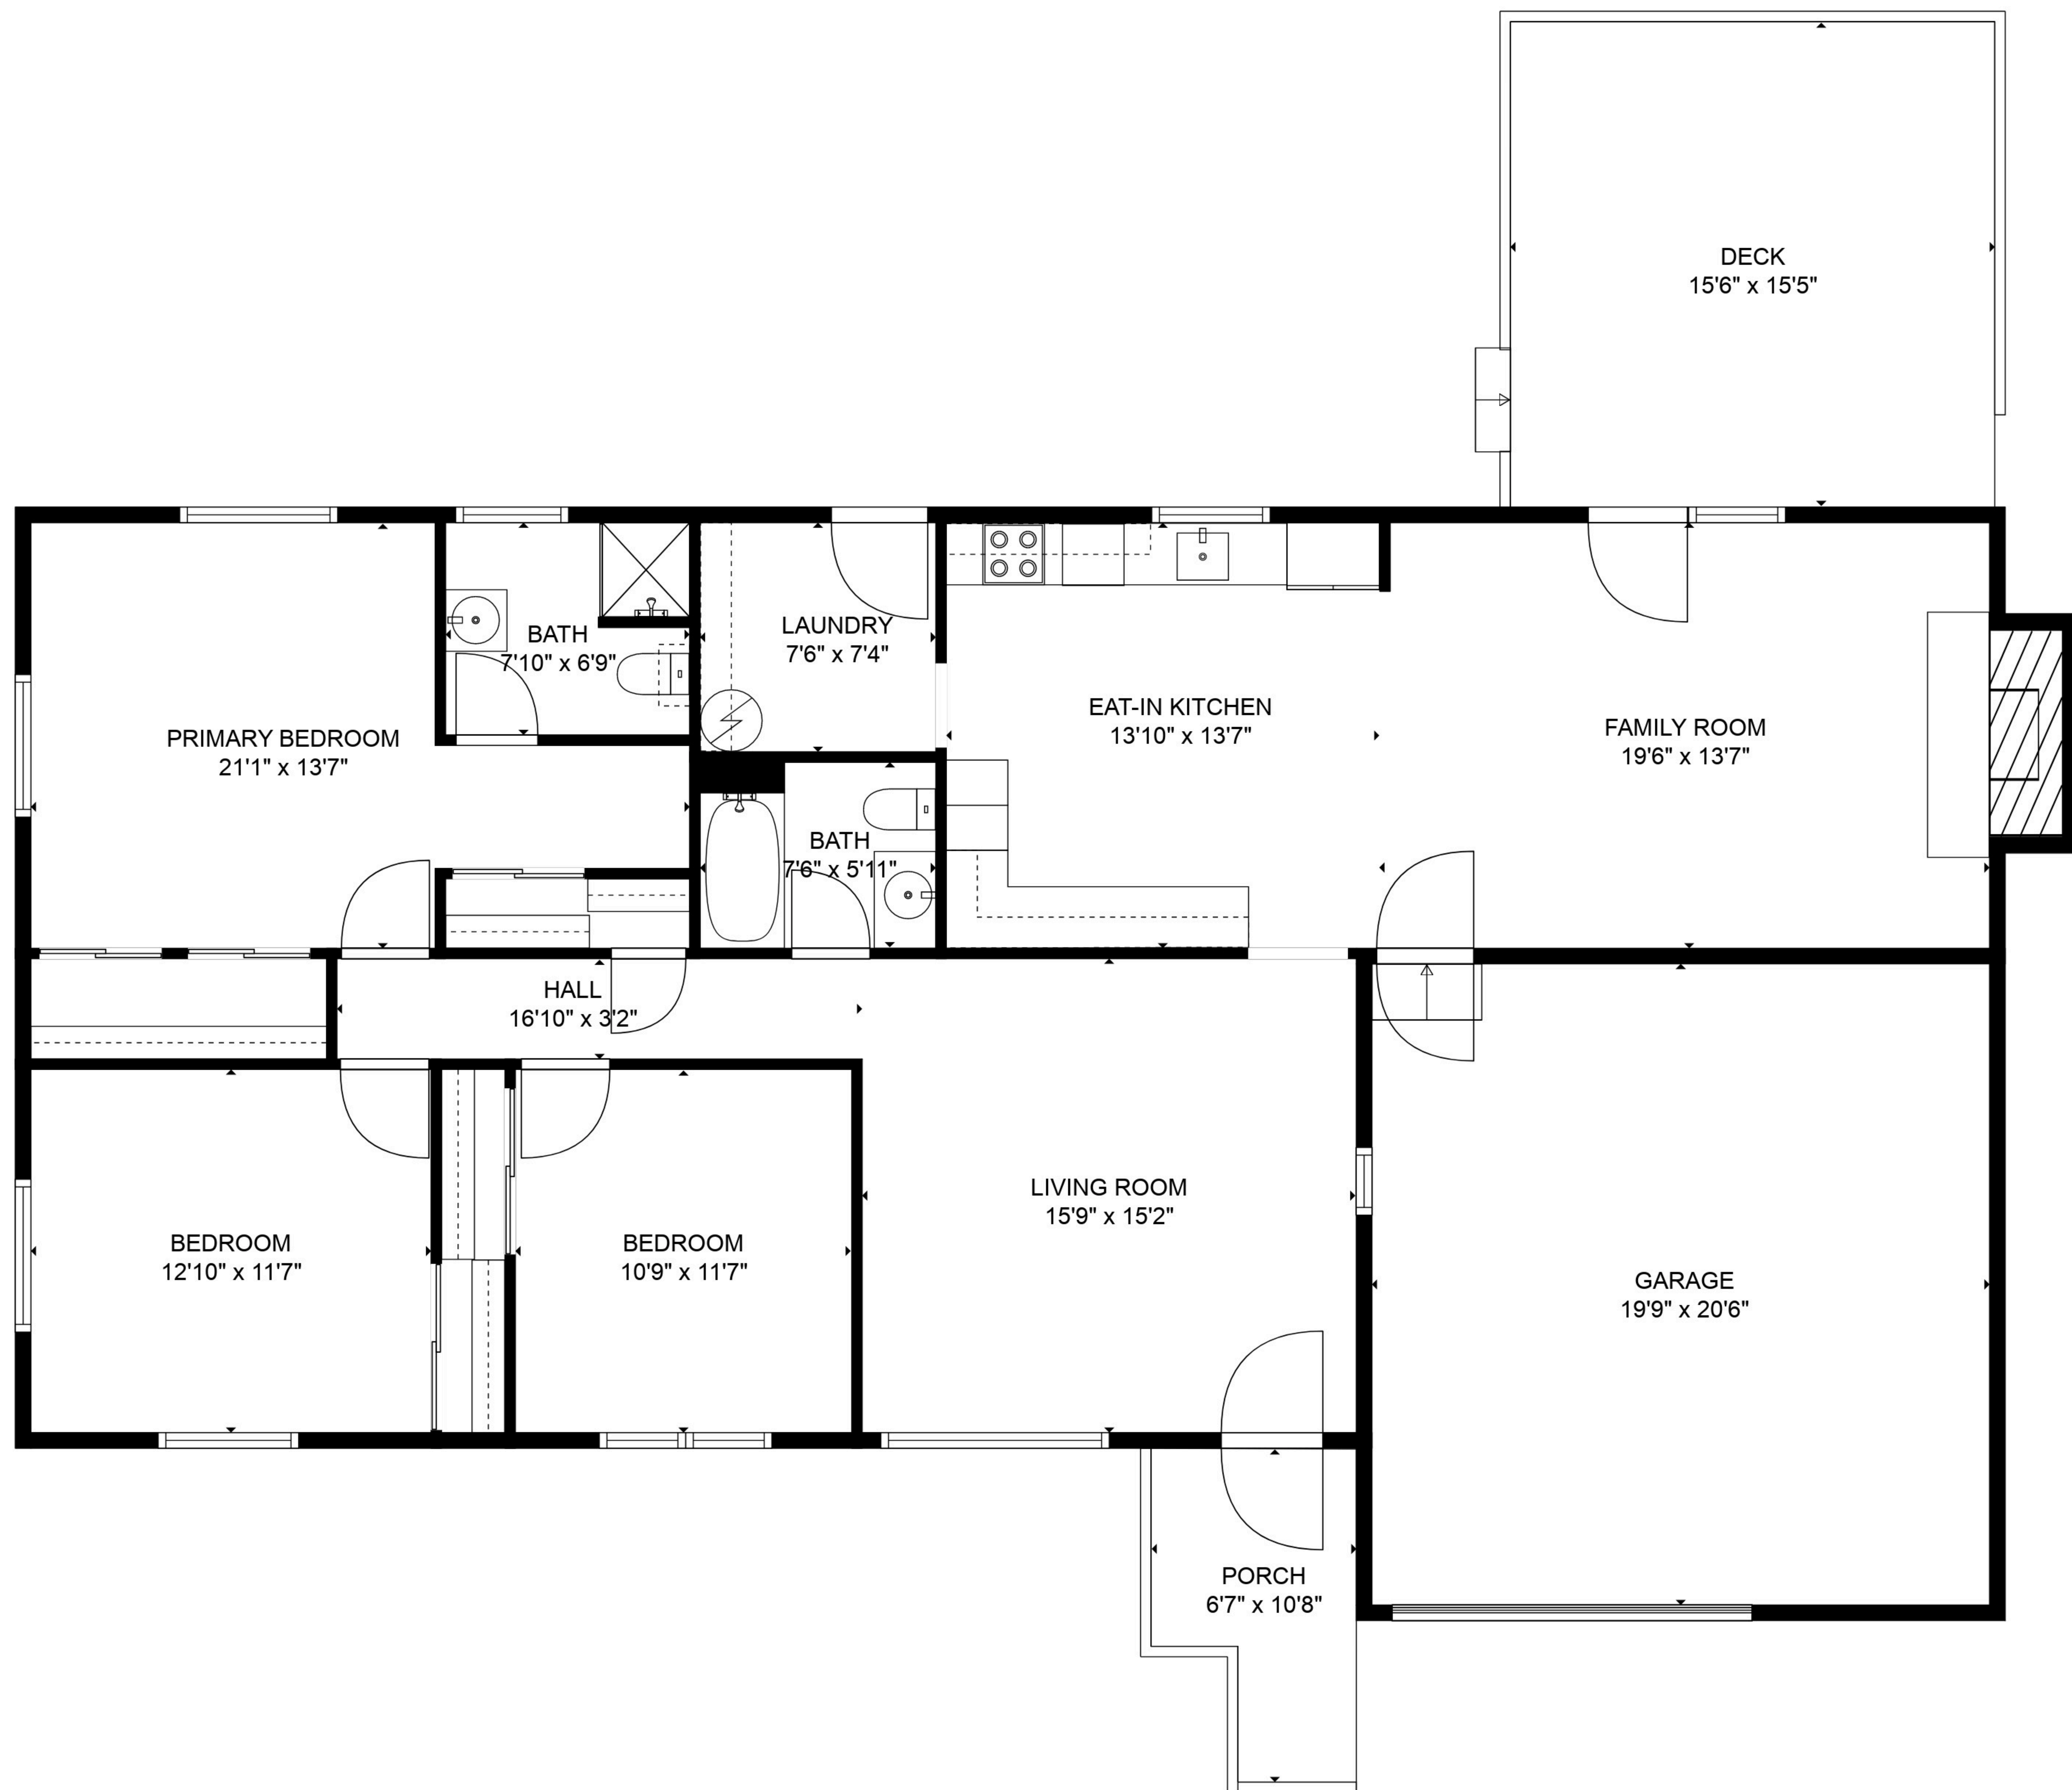 DECK
15'6" x 15'5"
LAUNDRY
7'6" x 7'4"
BATH
7'10" x 6'9"
EAT-IN KITCHEN
13'10" x 13'7"
FAMILY ROOM
19'6" x 13'7"
PRIMARY BEDROOM
21'1" x 13'7"
BATH
7'6" x 5'11"
HALL
16'10" x 3'2"
LIVING ROOM
15'9" x 15'2"
BEDROOM
12'10" x 11'7"
BEDROOM
10'9" x 11'7"
GARAGE
19'9" x 20'6"
PORCH
6'7" x 10'8"